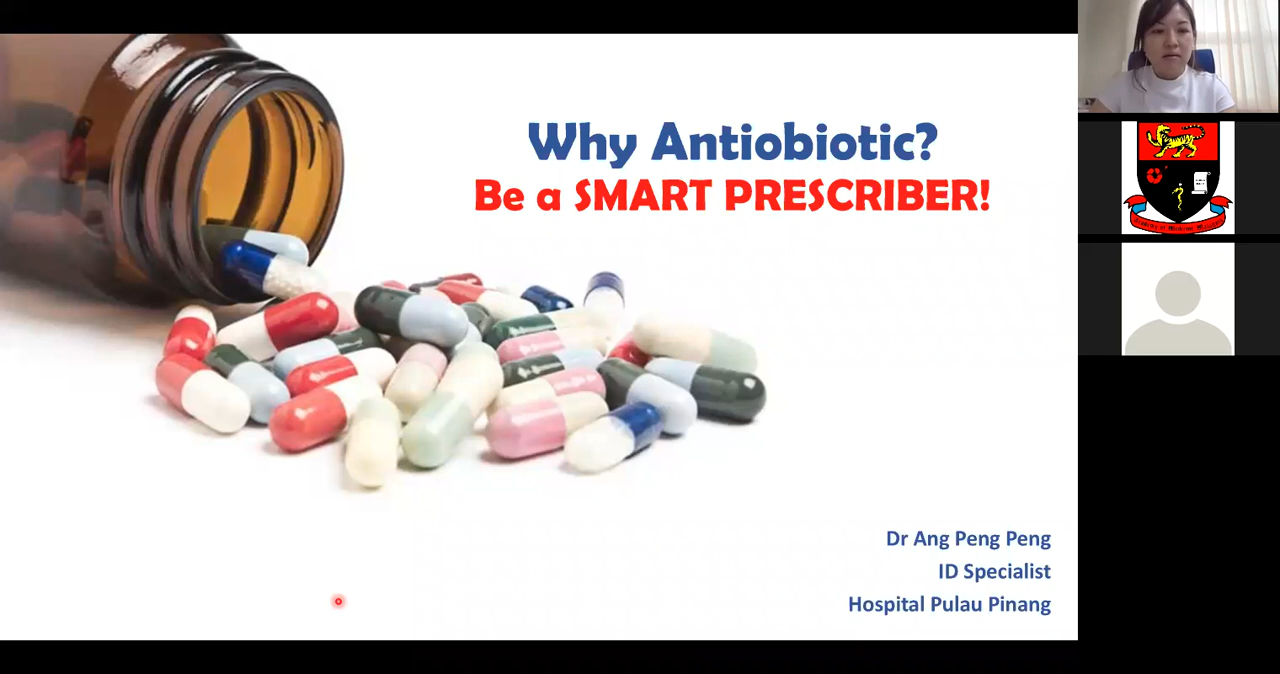 Why Antiobiotic?
Be a SMART PRESCRIBER!
Dr Ang Peng Peng
ID Specialist
Hospital Pulau Pinang